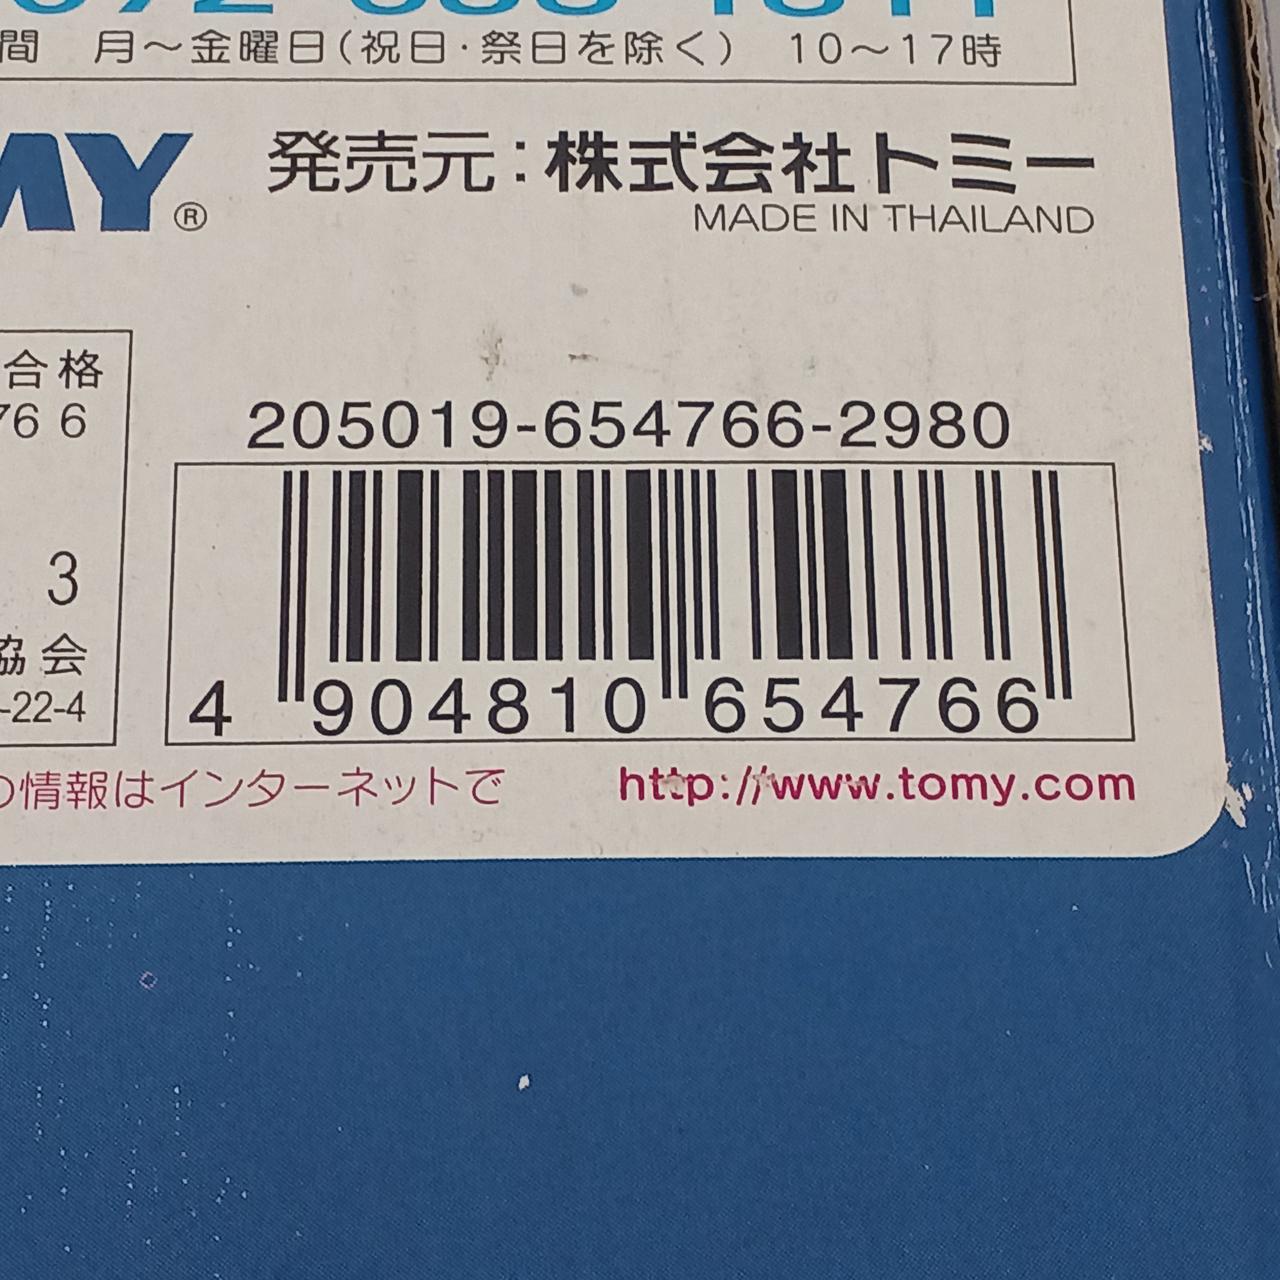 間 月～金曜日(祝日·祭日を除く) 10～17時
MY® 発売元：株式会社トミー
MADE IN THAILAND
合格
766
205019-654766-2980
3
協会
-22-4
4 904810 654766
の情報はインターネットで http://www.tomy.com